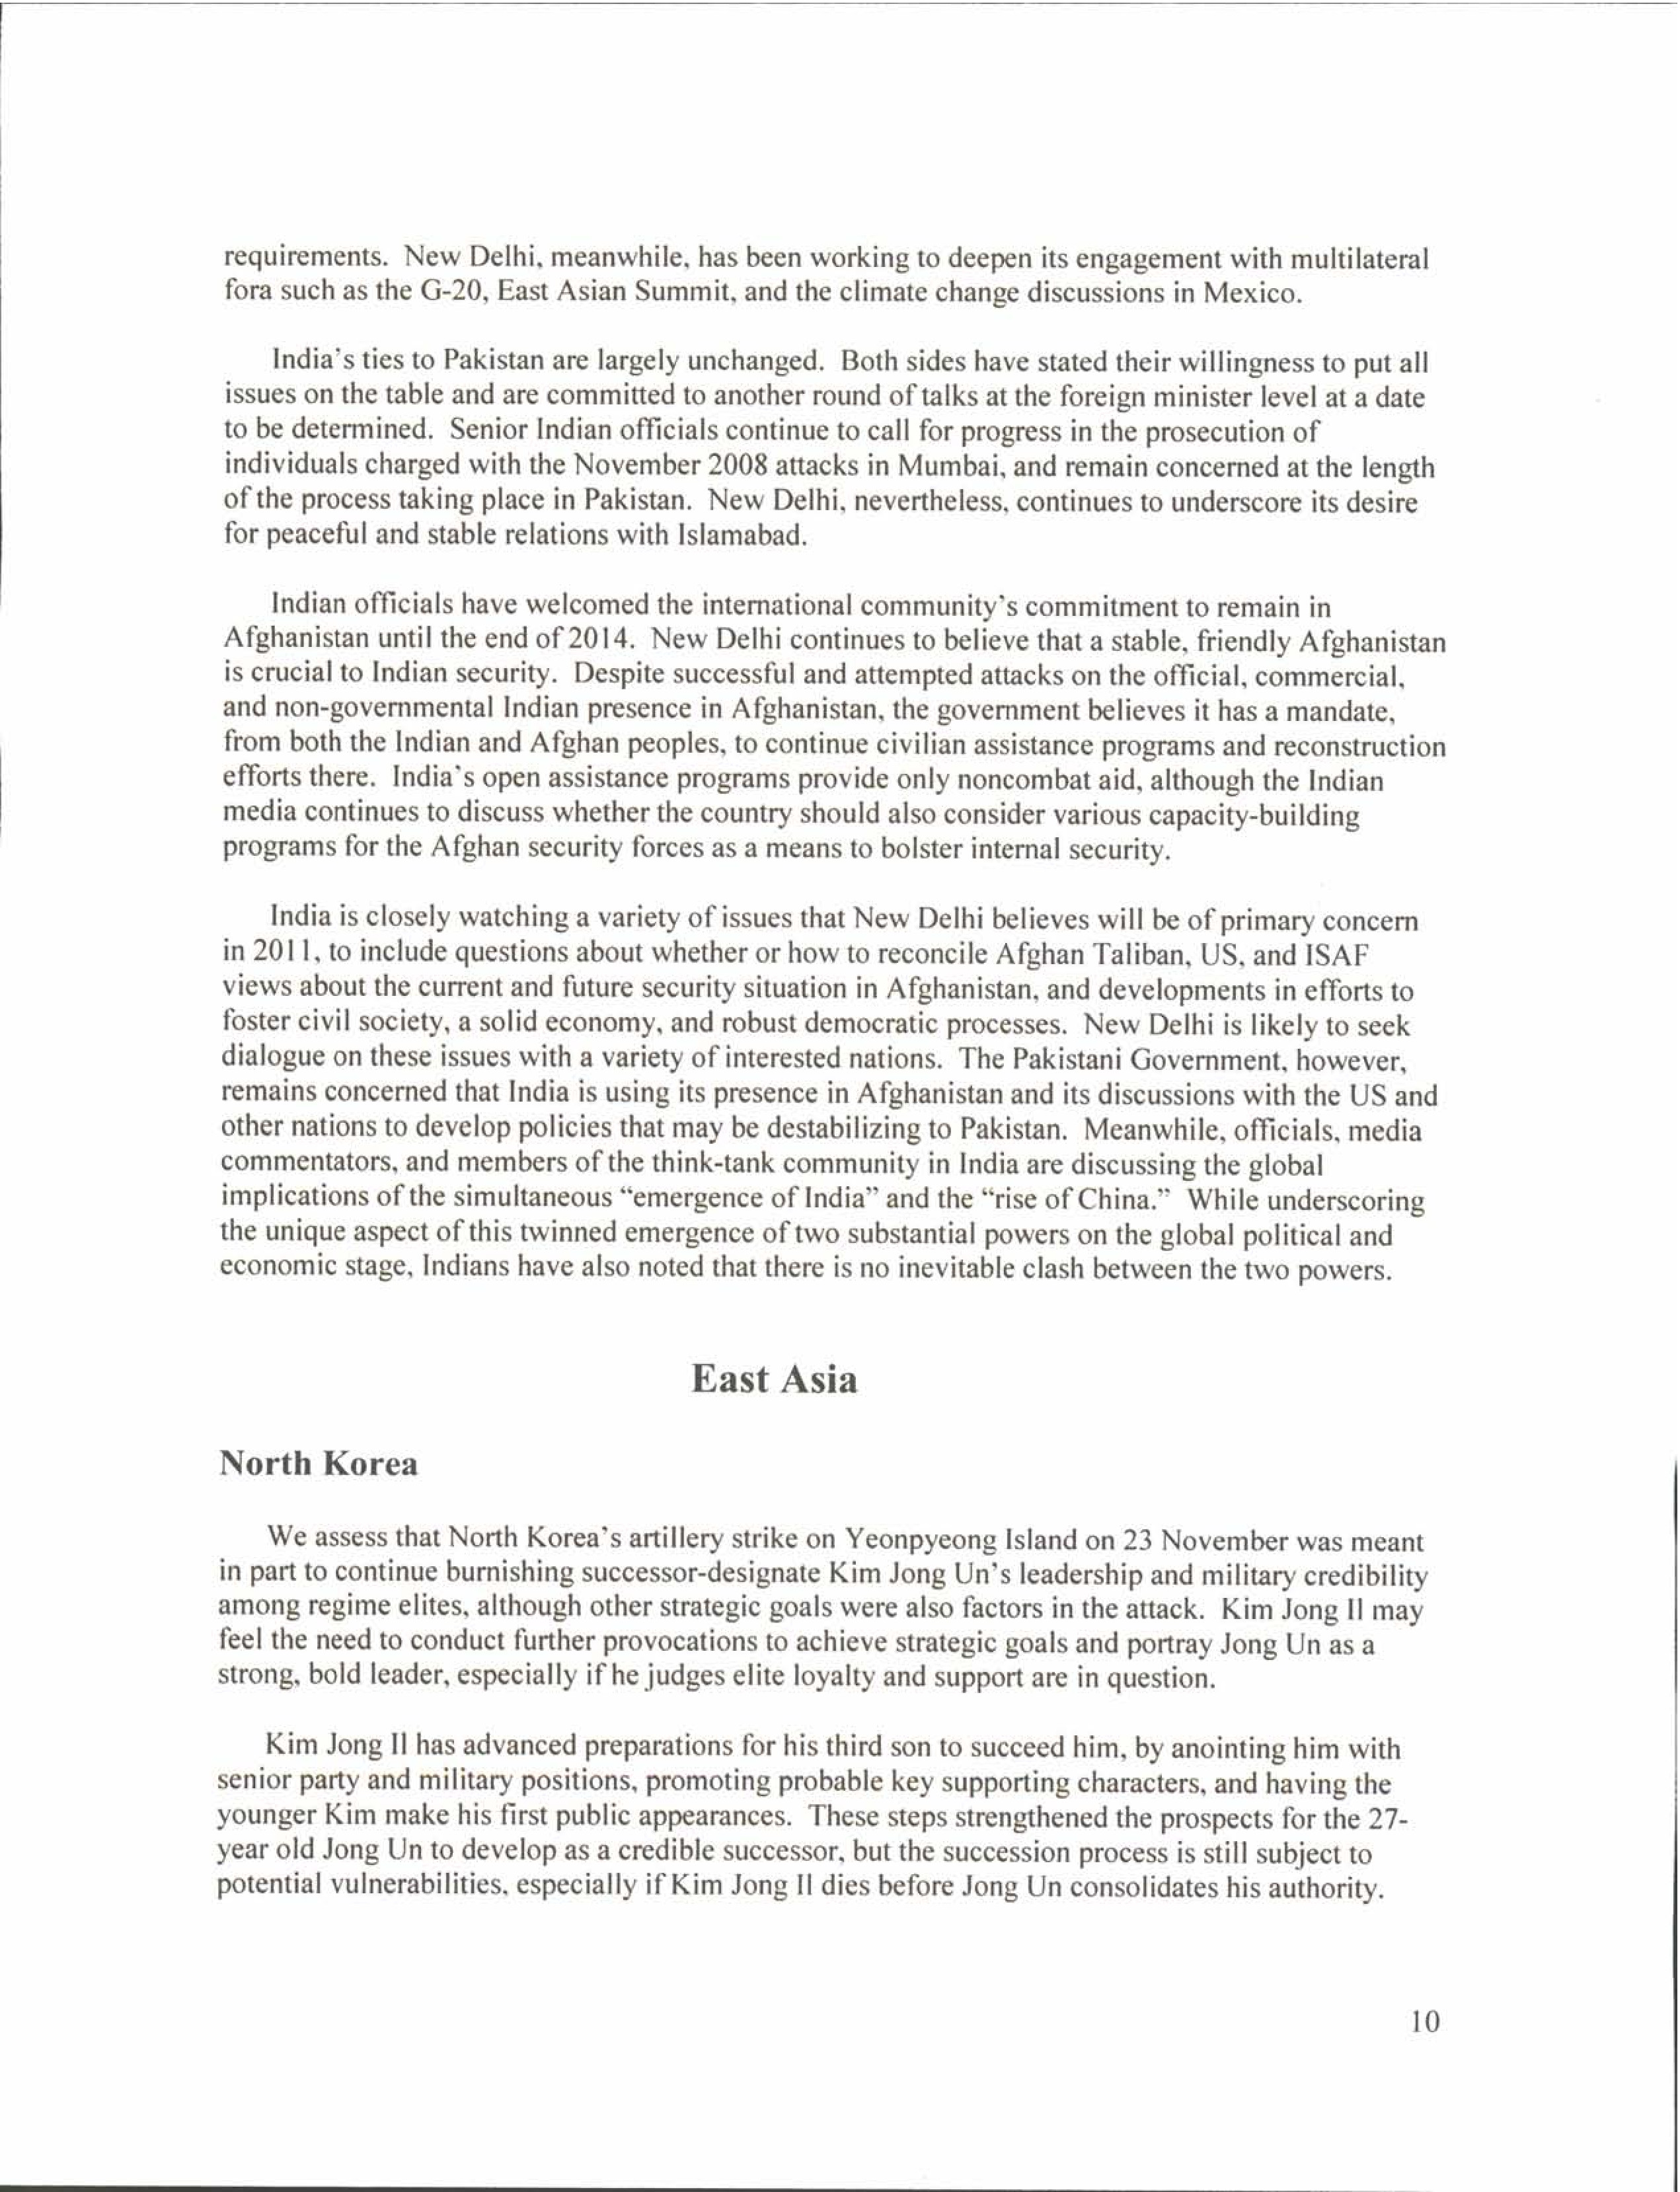 requirements. New Delhi, meanwhile, has been working to deepen its engagement with multilateral
fora such as the G-20, East Asian Summit, and the climate change discussions in Mexico.
India's ties to Pakistan are largely unchanged. Both sides have stated their willingness to put all
issues on the table and are committed to another round of talks at the foreign minister level at a date
to be determined. Senior Indian officials continue to call for progress in the prosecution of
individuals charged with the November 2008 attacks in Mumbai, and remain concerned at the length
of the process taking place in Pakistan. New Delhi, nevertheless, continues to underscore its desire
for peaceful and stable relations with Islamabad.
Indian officials have welcomed the international community's commitment to remain in
Afghanistan until the end of 2014. New Delhi continues to believe that a stable, friendly Afghanistan
is crucial to Indian security. Despite successful and attempted attacks on the official, commercial,
and non-governmental Indian presence in Afghanistan, the government believes it has a mandate,
from both the Indian and Afghan peoples, to continue civilian assistance programs and reconstruction
efforts there. India's open assistance programs provide only noncombat aid, although the Indian
media continues to discuss whether the country should also consider various capacity-building
programs for the Afghan security forces as a means to bolster internal security.
India is closely watching a variety of issues that New Delhi believes will be of primary concern
in 2011, to include questions about whether or how to reconcile Afghan Taliban, US, and ISAF
views about the current and future security situation in Afghanistan, and developments in efforts to
foster civil society, a solid economy, and robust democratic processes. New Delhi is likely to seek
dialogue on these issues with a variety of interested nations. The Pakistani Government, however,
remains concerned that India is using its presence in Afghanistan and its discussions with the US and
other nations to develop policies that may be destabilizing to Pakistan. Meanwhile, officials, media
commentators, and members of the think-tank community in India are discussing the global
implications of the simultaneous “emergence of India” and the “rise of China.” While underscoring
the unique aspect of this twinned emergence of two substantial powers on the global political and
economic stage, Indians have also noted that there is no inevitable clash between the two powers.
East Asia
North Korea
We assess that North Korea's artillery strike on Yeonpyeong Island on 23 November was meant
in part to continue burnishing successor-designate Kim Jong Un's leadership and military credibility
among regime elites, although other strategic goals were also factors in the attack. Kim Jong Il may
feel the need to conduct further provocations to achieve strategic goals and portray Jong Un as a
strong, bold leader, especially if he judges elite loyalty and support are in question.
Kim Jong Il has advanced preparations for his third son to succeed him, by anointing him with
senior party and military positions, promoting probable key supporting characters, and having the
younger Kim make his first public appearances. These steps strengthened the prospects for the 27-
year old Jong Un to develop as a credible successor, but the succession process is still subject to
potential vulnerabilities, especially if Kim Jong Il dies before Jong Un consolidates his authority.
10